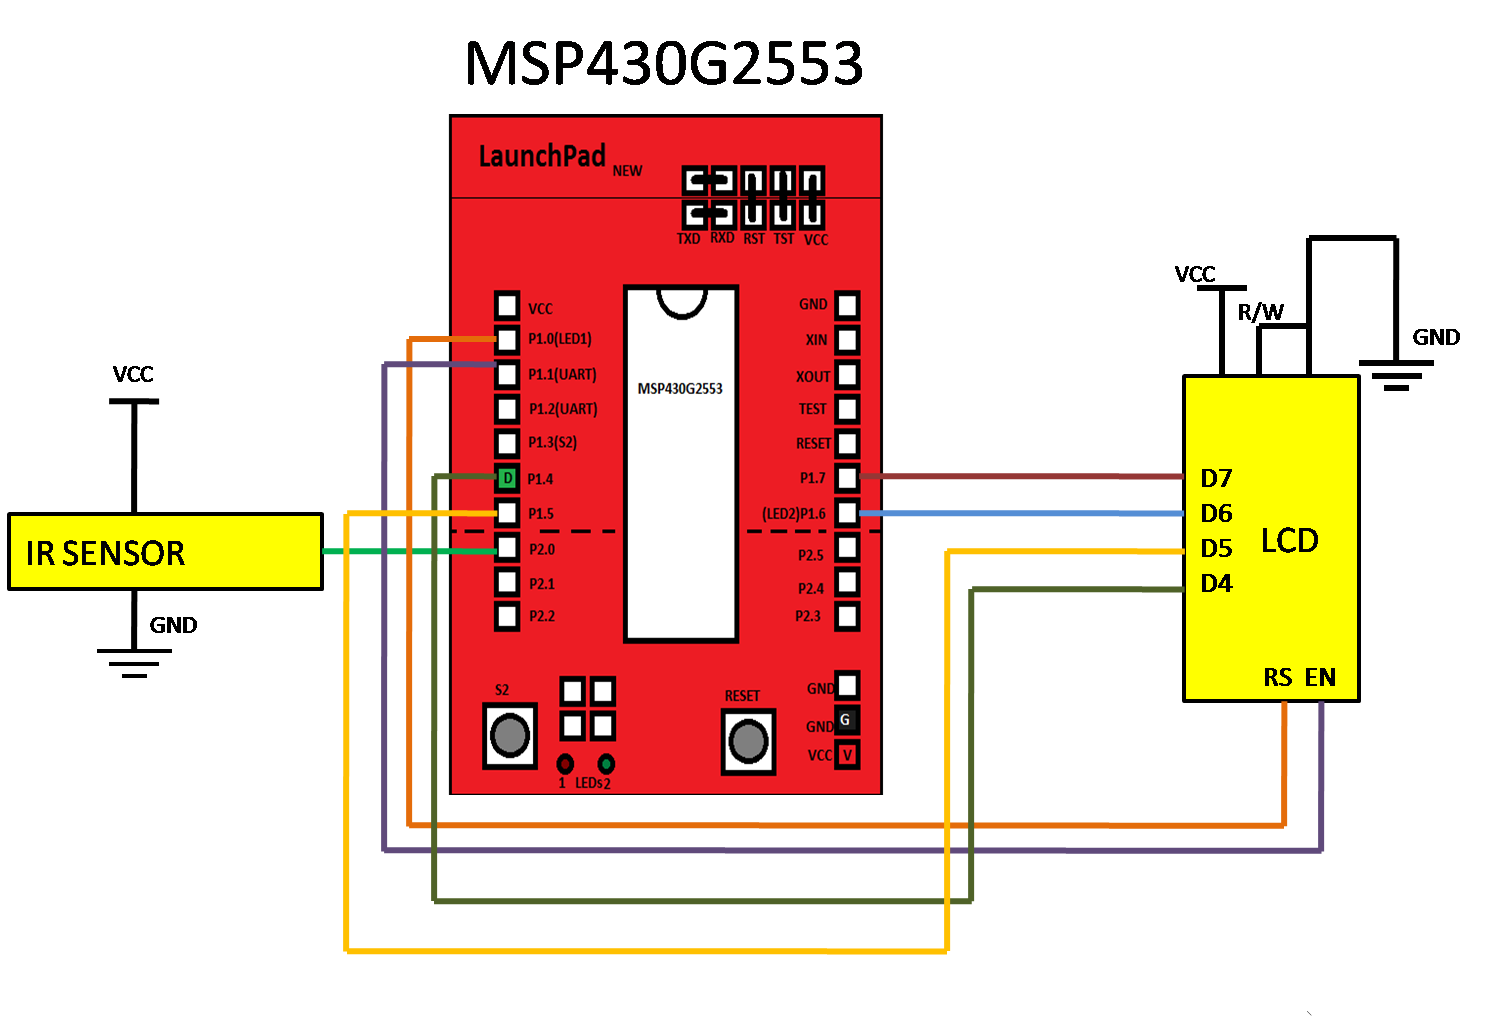 MSP430G2553
LaunchPad NEW
TXD RXD RST TST VCC
VCC
P1.0(LED1)
P1.1(UART)
P1.2(UART)
P1.3(S2)
D P1.4
P1.5
P2.0
P2.1
P2.2
MSP430G2553
GND
XIN
XOUT
TEST
RESET
P1.7
(LED2)P1.6
P2.5
P2.4
P2.3
S2
1 LEDs 2
RESET
GND
GND G
VCC V
VCC
IR SENSOR
GND
VCC
R/W
GND
D7
D6
D5
D4
LCD
RS EN